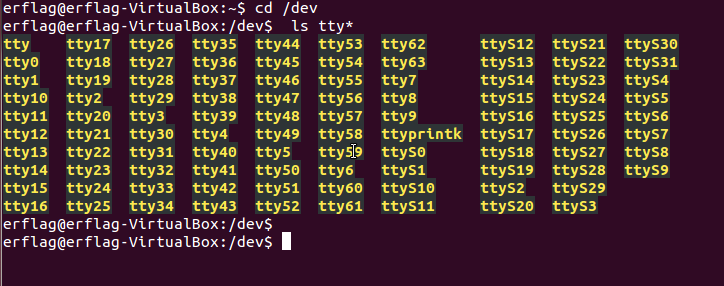 erflag@erflag-VirtualBox:~$ cd /dev
erflag@erflag-VirtualBox:/dev$  ls tty*
tty    tty17  tty26  tty35  tty44  tty53  tty62      ttyS12  ttyS21  ttyS30
tty0   tty18  tty27  tty36  tty45  tty54  tty63      ttyS13  ttyS22  ttyS31
tty1   tty19  tty28  tty37  tty46  tty55  tty7       ttyS14  ttyS23  ttyS4
tty10  tty2   tty29  tty38  tty47  tty56  tty8       ttyS15  ttyS24  ttyS5
tty11  tty20  tty3   tty39  tty48  tty57  tty9       ttyS16  ttyS25  ttyS6
tty12  tty21  tty30  tty4   tty49  tty58  ttyprintk  ttyS17  ttyS26  ttyS7
tty13  tty22  tty31  tty40  tty5   tty59  ttyS0      ttyS18  ttyS27  ttyS8
tty14  tty23  tty32  tty41  tty50  tty6   ttyS1      ttyS19  ttyS28  ttyS9
tty15  tty24  tty33  tty42  tty51  tty60  ttyS10     ttyS2   ttyS29
tty16  tty25  tty34  tty43  tty52  tty61  ttyS11     ttyS20  ttyS3
erflag@erflag-VirtualBox:/dev$
erflag@erflag-VirtualBox:/dev$